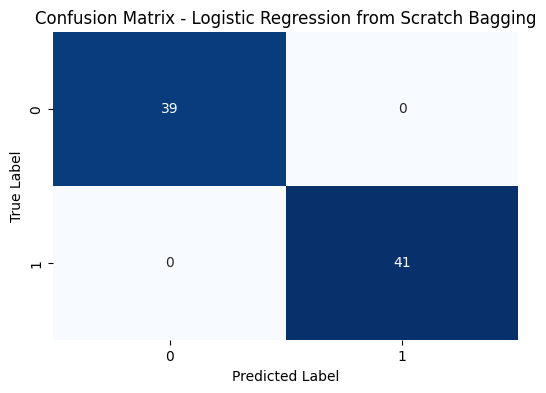 Confusion Matrix - Logistic Regression from Scratch Bagging
True Label
0
39
0
1
0
41
0
1
Predicted Label